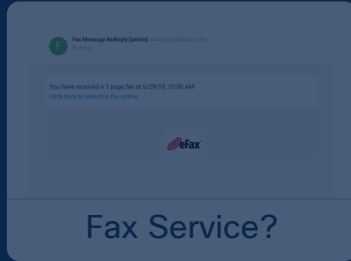 F
Fax Message NoReply [admin]
You have received a 1 page fax at 6/29/19, 10:06 AM
Click here to view this fax online
eFax
Fax Service?